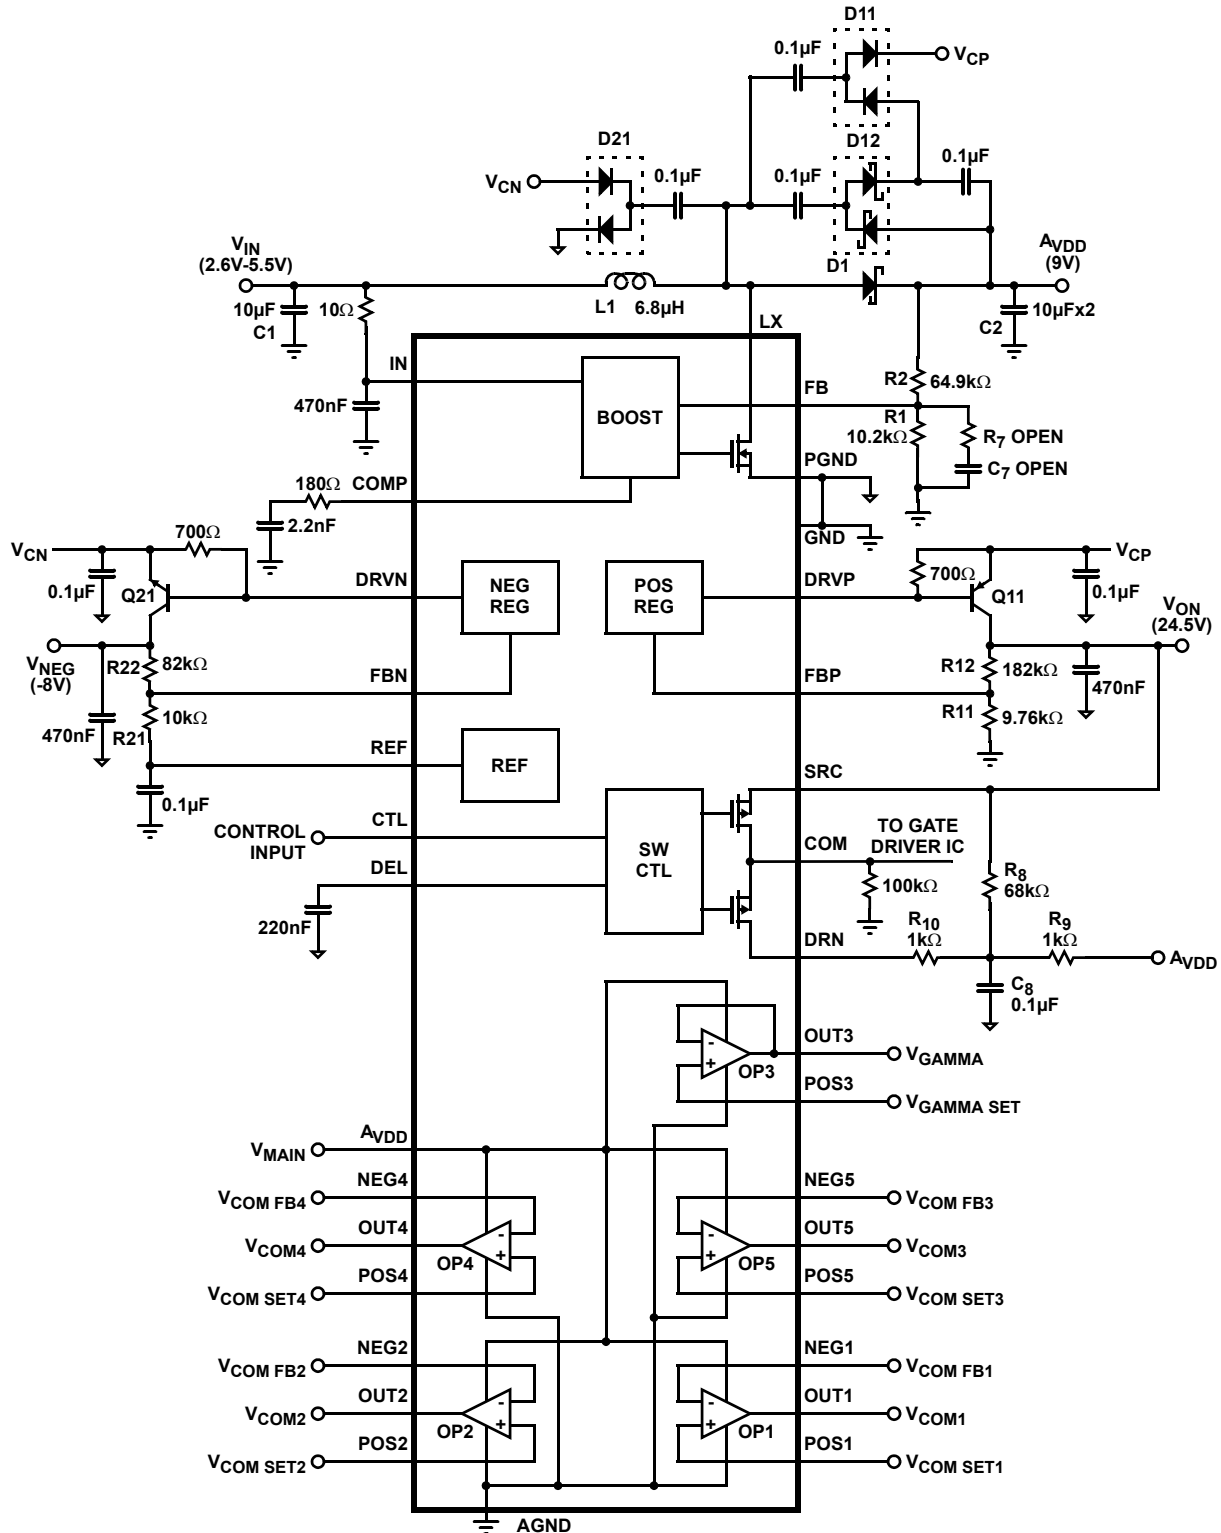 D11
0.1µF
VCP
D12
D21
0.1µF
0.1µF
0.1µF
VCN
VIN
(2.6V-5.5V)
AVDD
(9V)
D1
10µF
C1
10Ω
L1
6.8µH
C2
10µFx2
LX
IN
FB
R2
64.9kΩ
470nF
BOOST
R1
10.2kΩ
R7 OPEN
PGND
C7 OPEN
180Ω
COMP
2.2nF
700Ω
GND
VCN
VCP
0.1µF
Q21
DRVN
NEG
REG
POS
REG
DRVP
700Ω
Q11
0.1µF
VON
(24.5V)
VNEG
(-8V)
R22
82kΩ
FBN
FBP
R12
182kΩ
470nF
470nF
10kΩ
R21
R11
9.76kΩ
REF
REF
SRC
0.1µF
CONTROL
INPUT
CTL
SW
CTL
COM
TO GATE
DRIVER IC
DEL
100kΩ
R8
68kΩ
220nF
DRN
R10
1kΩ
R9
1kΩ
AVDD
C8
0.1µF
-
+
OP3
OUT3
VGAMMA
POS3
VGAMMA SET
AVDD
VMAIN
NEG4
VCOM FB4
NEG5
VCOM FB3
OUT4
VCOM4
-
+
OP4
-
+
OP5
OUT5
VCOM3
POS4
VCOM SET4
POS5
VCOM SET3
NEG2
VCOM FB2
NEG1
VCOM FB1
OUT2
VCOM2
-
+
OP2
-
+
OP1
OUT1
VCOM1
POS2
VCOM SET2
POS1
VCOM SET1
AGND